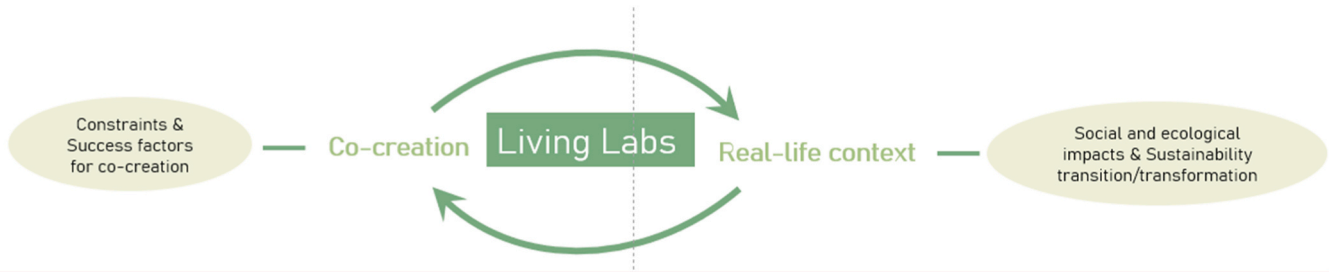 Constraints &
Success factors
for co-creation
Co-creation
Living Labs
Real-life context
Social and ecological
impacts & Sustainability
transition/transformation